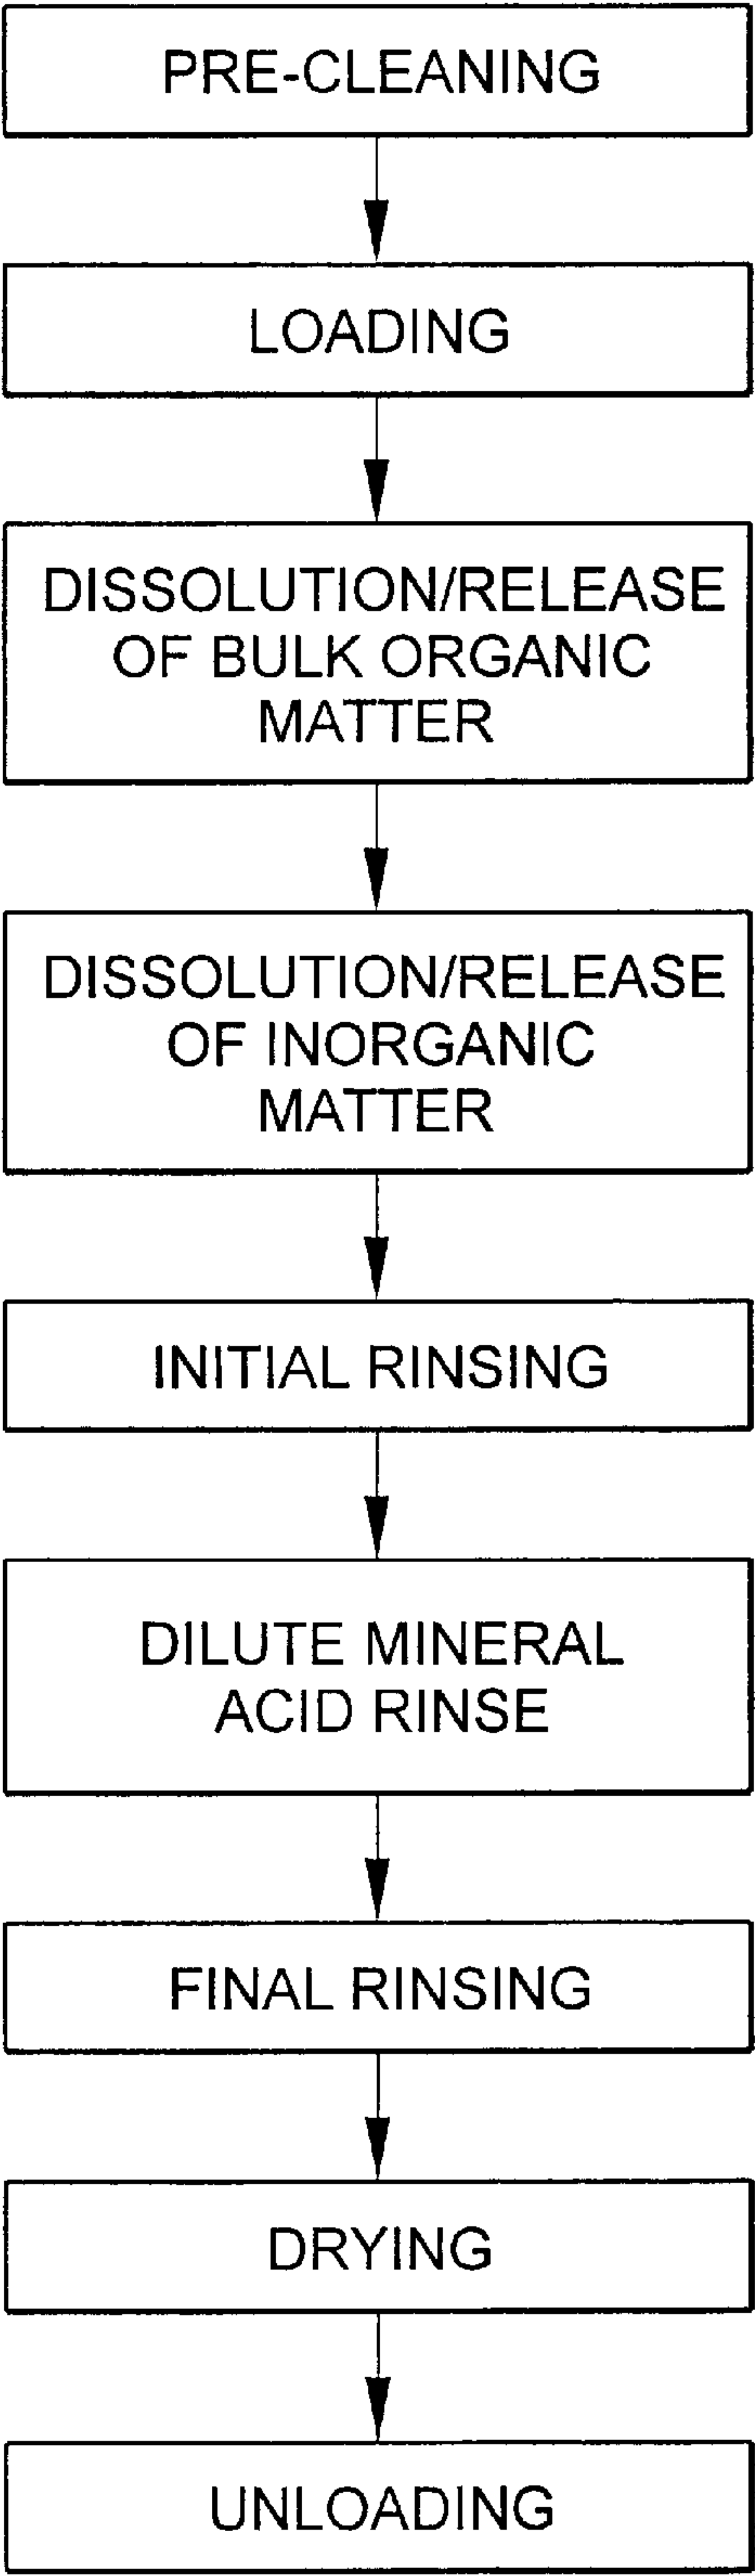 PRE-CLEANING
LOADING
DISSOLUTION/RELEASE
OF BULK ORGANIC
MATTER
DISSOLUTION/RELEASE
OF INORGANIC
MATTER
INITIAL RINSING
DILUTE MINERAL
ACID RINSE
FINAL RINSING
DRYING
UNLOADING